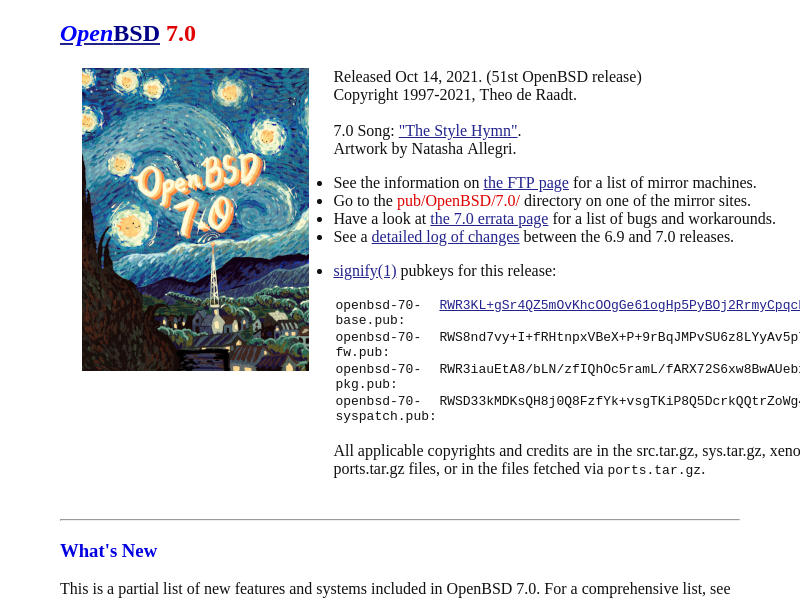 OpenBSD 7.0
OpenBSD
7.0
Released Oct 14, 2021. (51st OpenBSD release)
Copyright 1997-2021, Theo de Raadt.
7.0 Song: "The Style Hymn".
Artwork by Natasha Allegri.
See the information on the FTP page for a list of mirror machines.
Go to the pub/OpenBSD/7.0/ directory on one of the mirror sites.
Have a look at the 7.0 errata page for a list of bugs and workarounds.
See a detailed log of changes between the 6.9 and 7.0 releases.
signify(1) pubkeys for this release:
openbsd-70- RWR3KL+gSr4QZ5mOvKhcOOgGe61ogHp5PyBOj2RrmyCpqc
base.pub:
openbsd-70- RWS8nd7vy+I+fRHtnpxVBeX+P+9rBqJMPvSU6z8LYyAv5p
fw.pub:
openbsd-70- RWR3iauEtA8/bLN/zfIQhOc5ramL/fARX72S6xw8BwAUeb
pkg.pub:
openbsd-70- RWSD33kMDKsQH8j0Q8FzfYk+vsgTKiP8Q5DcrkQQtrZoWg
syspatch.pub:
All applicable copyrights and credits are in the src.tar.gz, sys.tar.gz, xeno
ports.tar.gz files, or in the files fetched via ports.tar.gz.
What's New
This is a partial list of new features and systems included in OpenBSD 7.0. For a comprehensive list, see